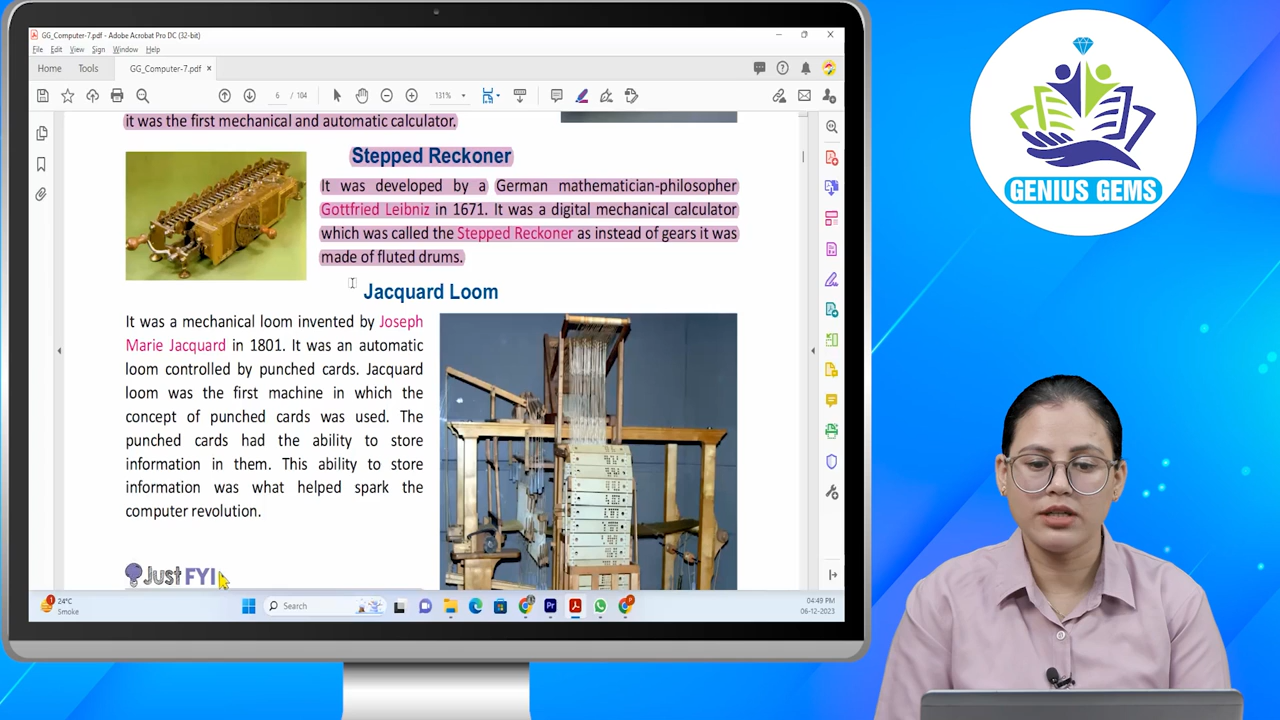 GG_Computer-7.pdf - Adobe Acrobat Pro DC (32-bit)
File Edit View Sign Window Help
Home Tools GG_Computer-7.pdf ×
6 / 104 131%
it was the first mechanical and automatic calculator.
Stepped Reckoner
It was developed by a German mathematician-philosopher
Gottfried Leibniz in 1671. It was a digital mechanical calculator
which was called the Stepped Reckoner as instead of gears it was
made of fluted drums.
Jacquard Loom
It was a mechanical loom invented by Joseph
Marie Jacquard in 1801. It was an automatic
loom controlled by punched cards. Jacquard
loom was the first machine in which the
concept of punched cards was used. The
punched cards had the ability to store
information in them. This ability to store
information was what helped spark the
computer revolution.
Just FYI
24°C
Smoke
Search
04:49 PM
06-12-2023
GENIUS GEMS